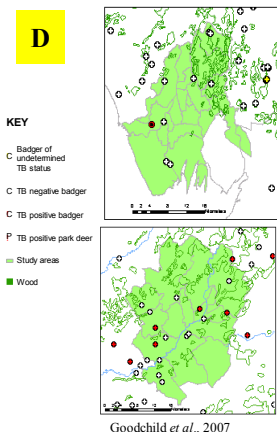 D
KEY
C Badger of
undetermined
TB status
C TB negative badger
C TB positive badger
P TB positive park deer
Study areas
Wood
Goodchild et al., 2007